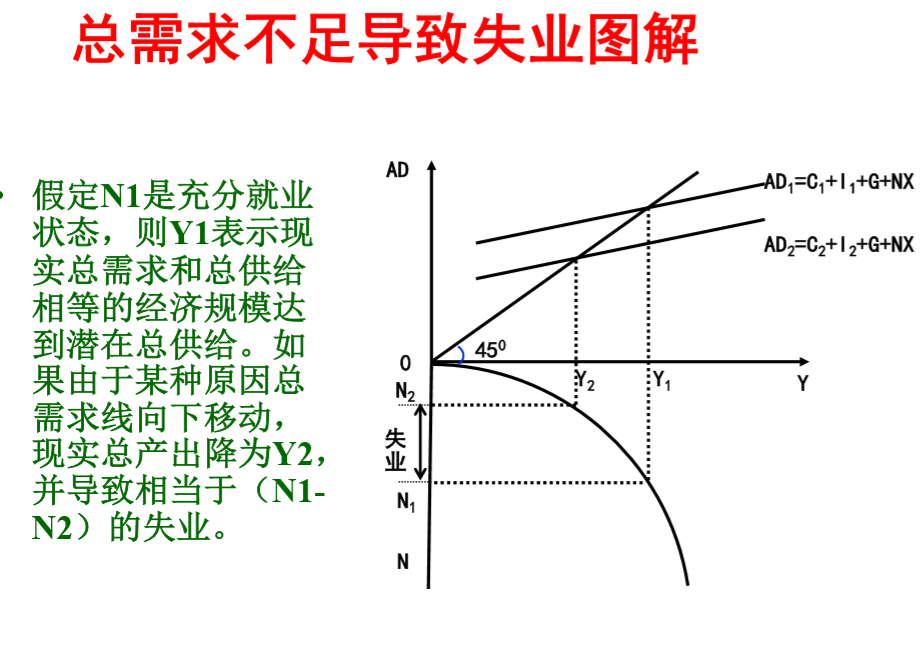 总需求不足导致失业图解
• 假定N1是充分就业
状态，则Y1表示现
实总需求和总供给
相等的经济规模达
到潜在总供给。如
果由于某种原因总
需求线向下移动，
现实总产出降为Y2，
并导致相当于（N1-
N2）的失业。
AD
AD₁=C₁+I₁+G+NX
AD₂=C₂+I₂+G+NX
45⁰
0
Y₂
Y₁
Y
N₂
失
业
N₁
N